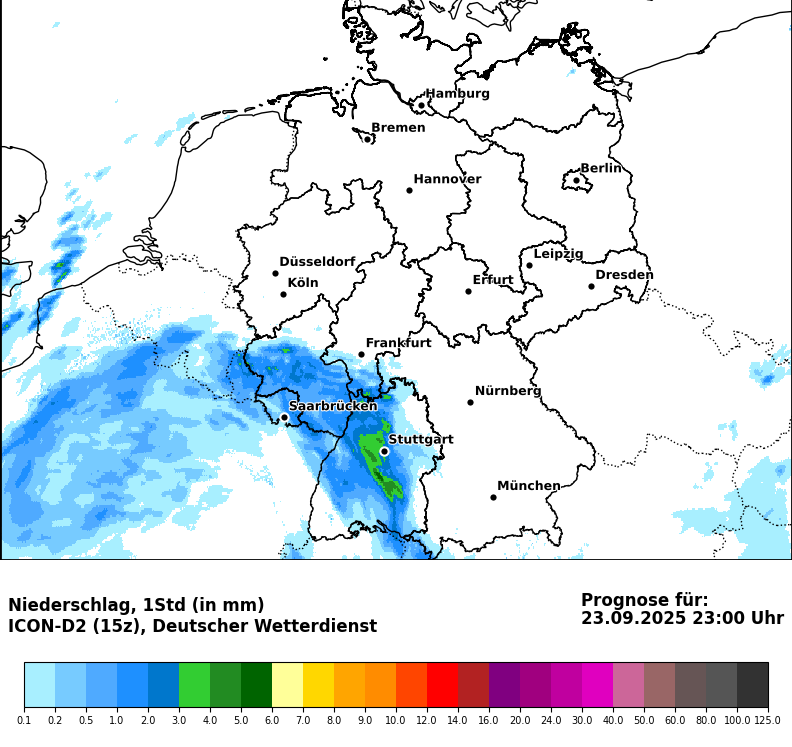 Hamburg
Bremen
Berlin
Hannover
Leipzig
Düsseldorf
Dresden
Köln
Erfurt
Frankfurt
Nürnberg
Saarbrücken
Stuttgart
München
Niederschlag, 1Std (in mm)
ICON-D2 (15z), Deutscher Wetterdienst
Prognose für:
23.09.2025 23:00 Uhr
0.1 0.2 0.5 1.0 2.0 3.0 4.0 5.0 6.0 7.0 8.0 9.0 10.0 12.0 14.0 16.0 20.0 24.0 30.0 40.0 50.0 60.0 80.0 100.0 125.0